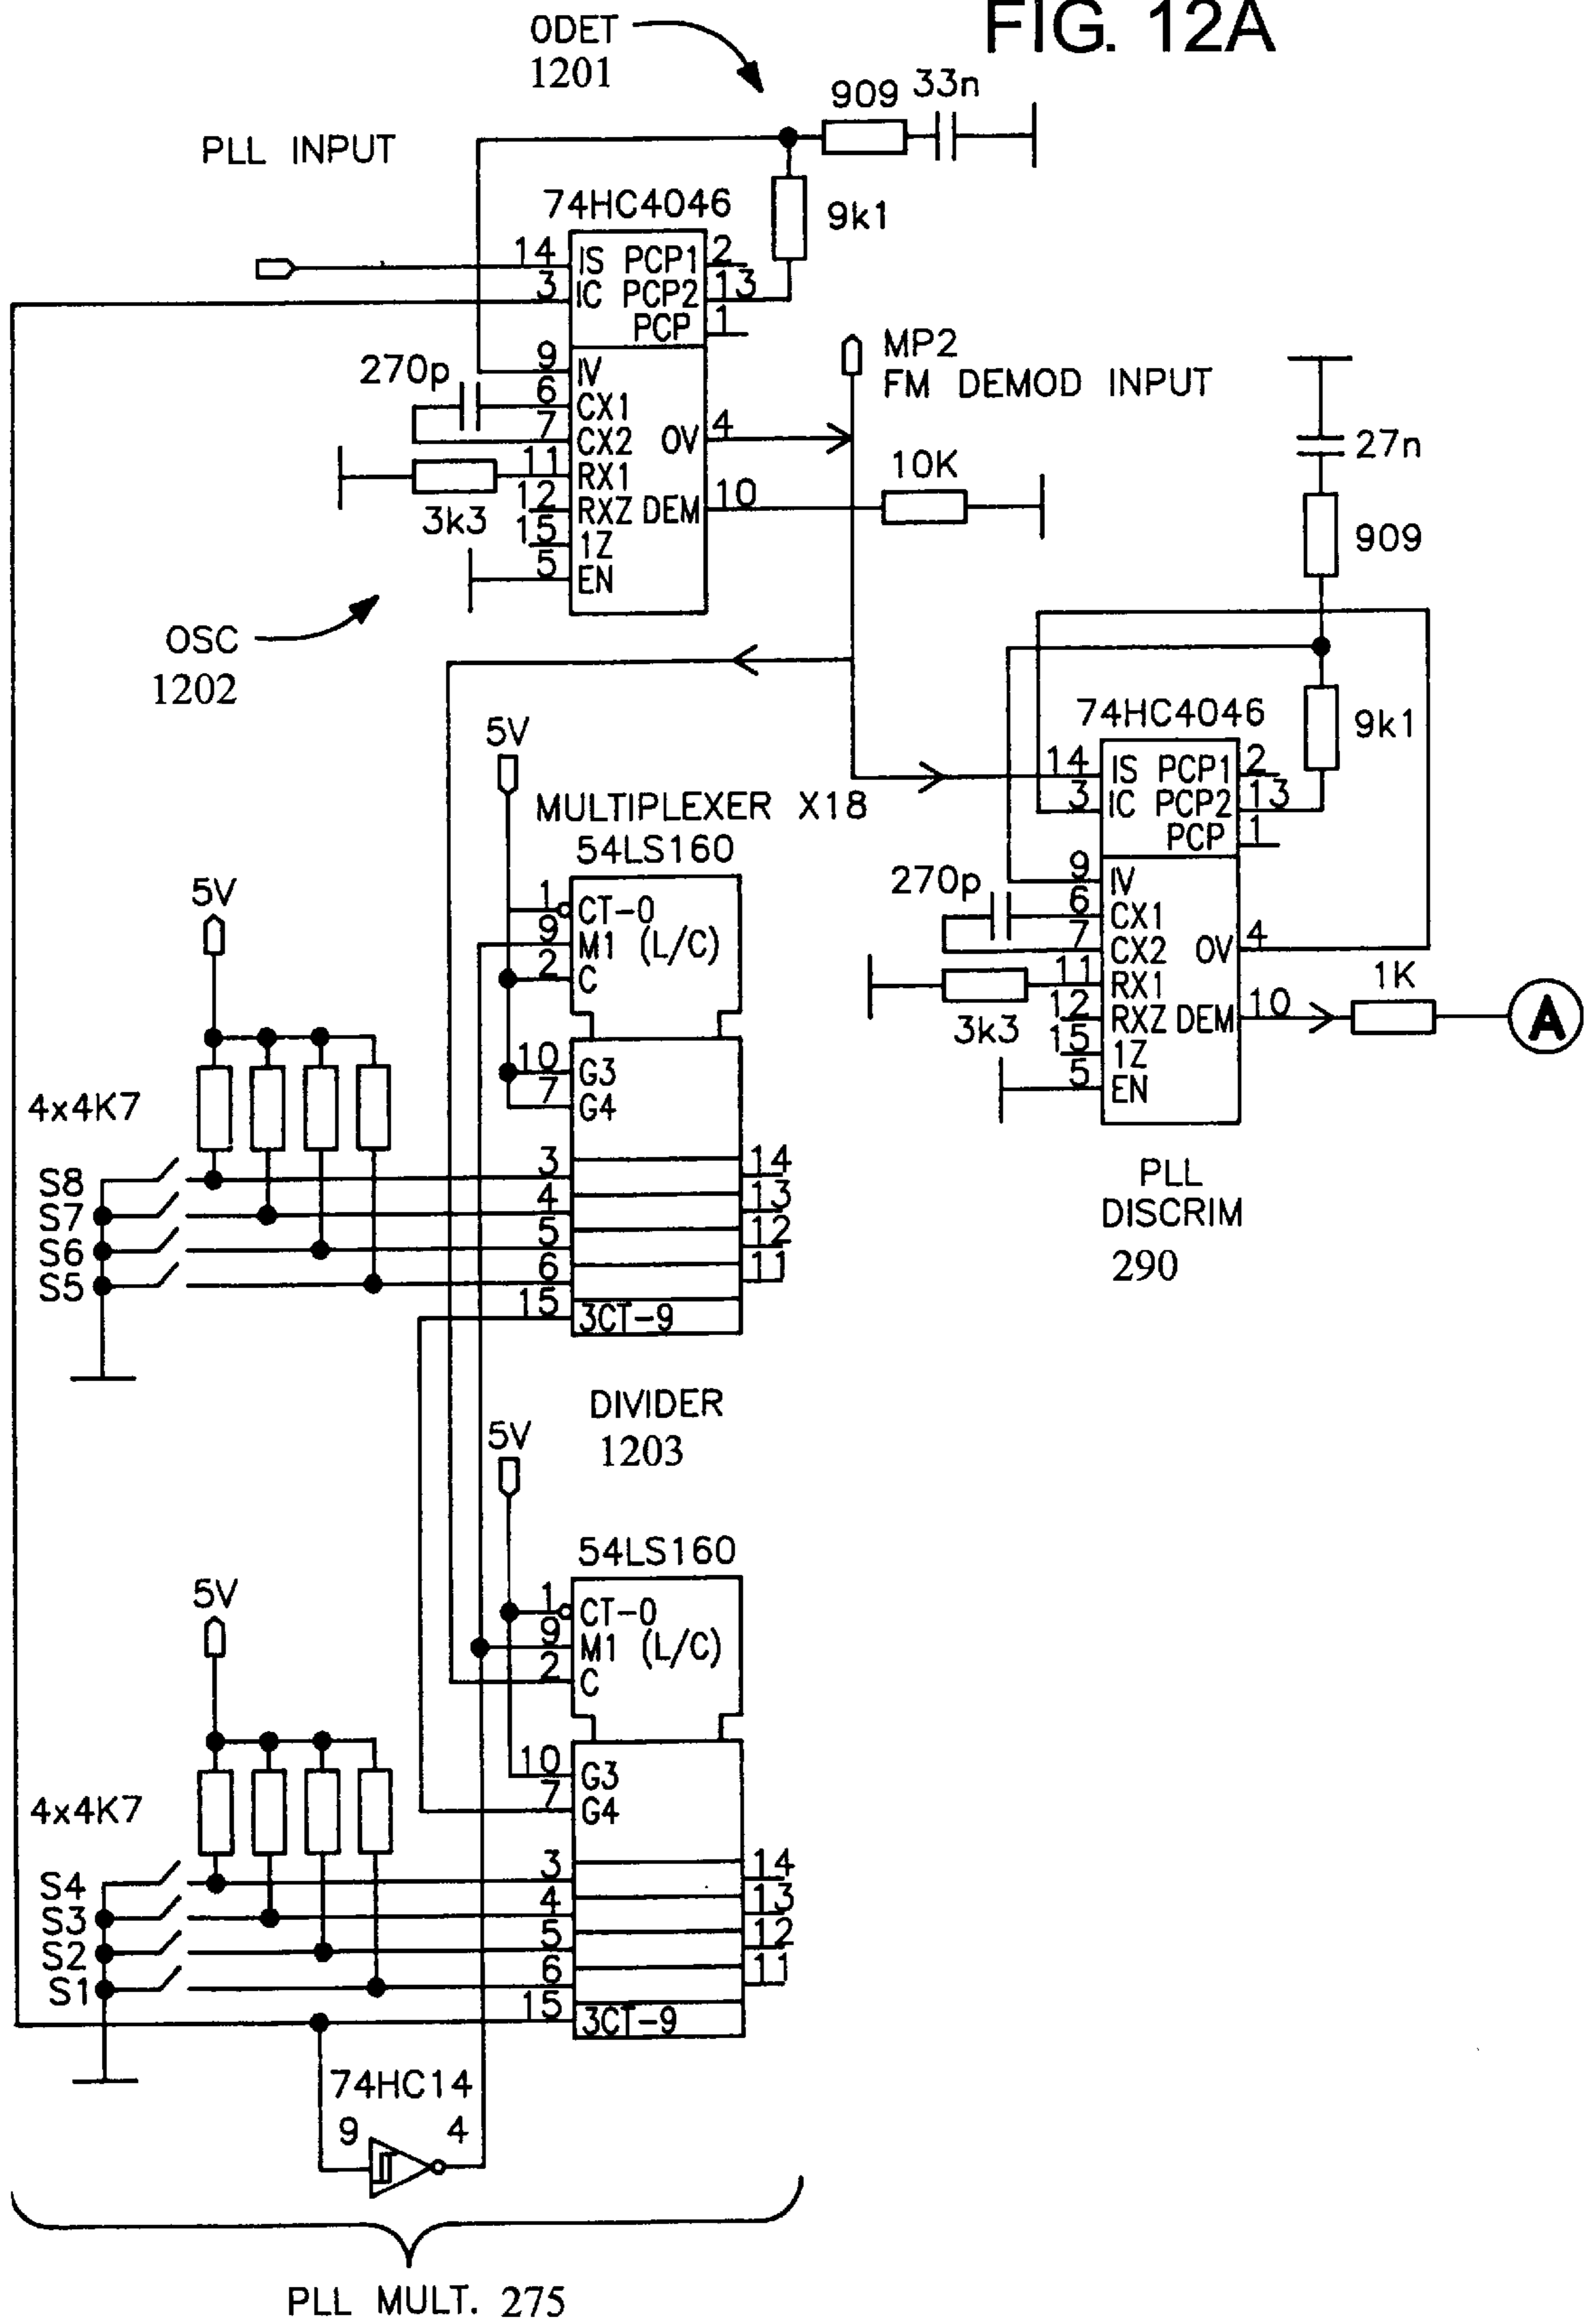 FIG. 12A
ODET
1201
909 33n
PLL INPUT
74HC4046
9k1
14 IS PCP1 2
3 IC PCP2 13
PCP 1
9 IV
270p
6 CX1
7 CX2 OV 4
11 RX1
12 RXZ DEM 10
3k3
15 1Z
5 EN
MP2
FM DEMOD INPUT
10K
27n
909
OSC
1202
74HC4046
9k1
14 IS PCP1 2
3 IC PCP2 13
PCP 1
9 IV
270p
6 CX1
7 CX2 OV 4
11 RX1
12 RXZ DEM 10
1K
A
3k3
15 1Z
5 EN
PLL
DISCRIM
290
5V
MULTIPLEXER X18
54LS160
5V
1 CT-0
9 M1 (L/C)
2 C
10 G3
7 G4
4x4K7
S8 3 14
S7 4 13
S6 5 12
S5 6 11
15 3CT-9
DIVIDER
1203
5V
54LS160
5V
1 CT-0
9 M1 (L/C)
2 C
10 G3
7 G4
4x4K7
S4 3 14
S3 4 13
S2 5 12
S1 6 11
15 3CT-9
74HC14
9 4
PLL MULT. 275